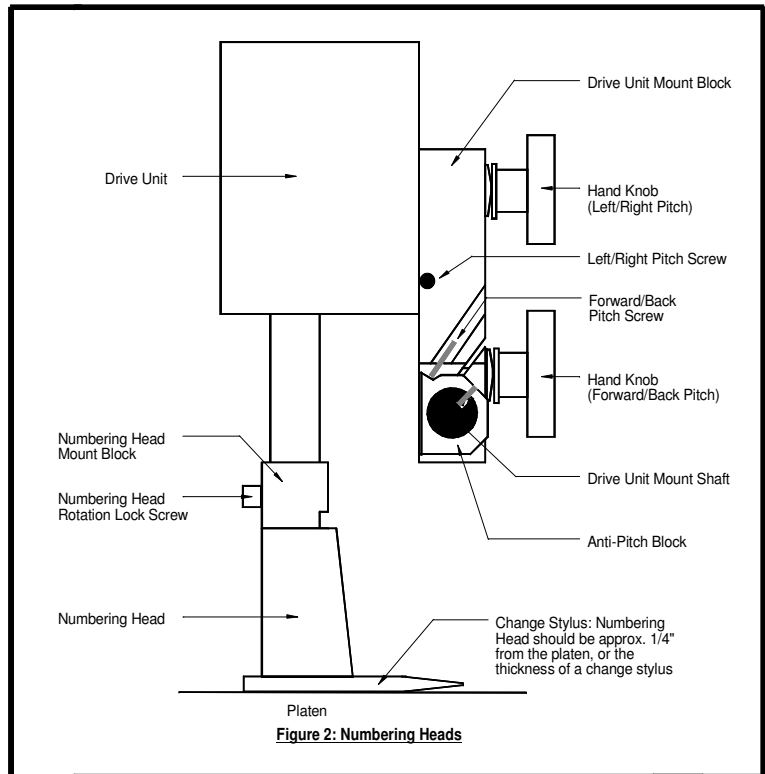 Drive Unit Mount Block
Drive Unit
Hand Knob
(Left/Right Pitch)
Left/Right Pitch Screw
Forward/Back
Pitch Screw
Hand Knob
(Forward/Back Pitch)
Numbering Head
Mount Block
Numbering Head
Rotation Lock Screw
Drive Unit Mount Shaft
Anti-Pitch Block
Numbering Head
Change Stylus: Numbering
Head should be approx. 1/4"
from the platen, or the
thickness of a change stylus
Platen
Figure 2: Numbering Heads